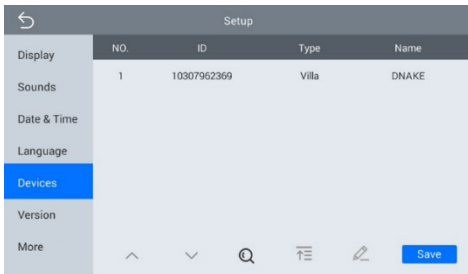 Setup
Display
Sounds
Date & Time
Language
Devices
Version
More
NO. ID Type Name
1 10307962369 Villa DNAKE
Save